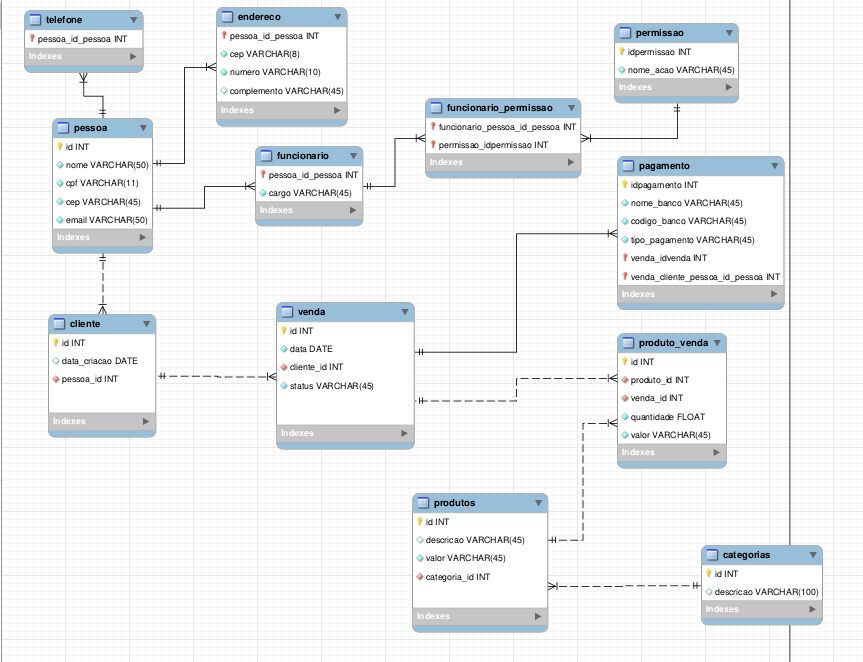 telefone
pessoa_id_pessoa INT
Indexes
endereco
pessoa_id_pessoa INT
cep VARCHAR(8)
numero VARCHAR(10)
complemento VARCHAR(45)
Indexes
permissao
idpermissao INT
nome_acao VARCHAR(45)
Indexes
pessoa
id INT
nome VARCHAR(50)
cpf VARCHAR(11)
cep VARCHAR(45)
email VARCHAR(50)
Indexes
funcionario
pessoa_id_pessoa INT
cargo VARCHAR(45)
Indexes
funcionario_permissao
funcionario_pessoa_id_pessoa INT
permissao_idpermissao INT
Indexes
pagamento
idpagamento INT
nome_banco VARCHAR(45)
codigo_banco VARCHAR(45)
tipo_pagamento VARCHAR(45)
venda_idvenda INT
venda_cliente_pessoa_id_pessoa INT
Indexes
cliente
id INT
data_criacao DATE
pessoa_id INT
Indexes
venda
id INT
data DATE
cliente_id INT
status VARCHAR(45)
Indexes
produto_venda
id INT
produto_id INT
venda_id INT
quantidade FLOAT
valor VARCHAR(45)
Indexes
produtos
id INT
descricao VARCHAR(45)
valor VARCHAR(45)
categoria_id INT
Indexes
categorias
id INT
descricao VARCHAR(100)
Indexes